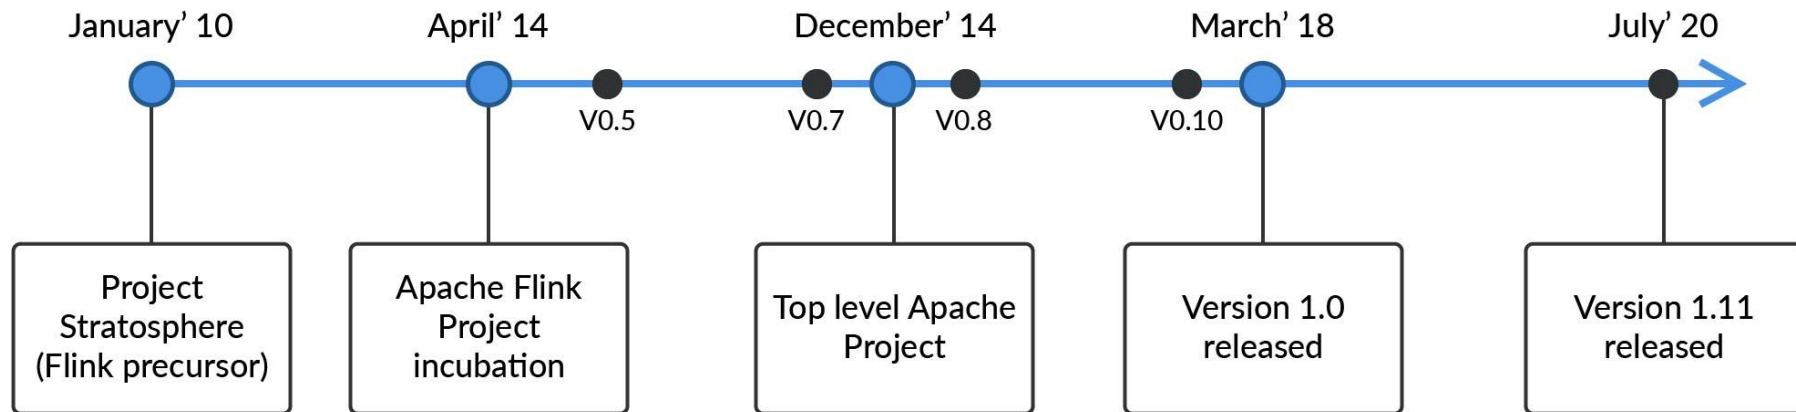 January’ 10
April’ 14
December’ 14
March’ 18
July’ 20
V0.5
V0.7
V0.8
V0.10
Project
Stratosphere
(Flink precursor)
Apache Flink
Project
incubation
Top level Apache
Project
Version 1.0
released
Version 1.11
released